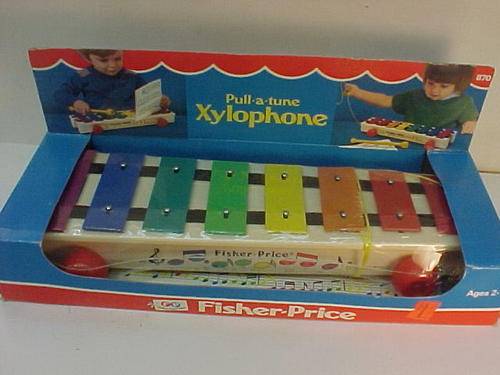 870
Pull-a-tune
Xylophone
Fisher-Price
Fisher-Price
Ages 2-